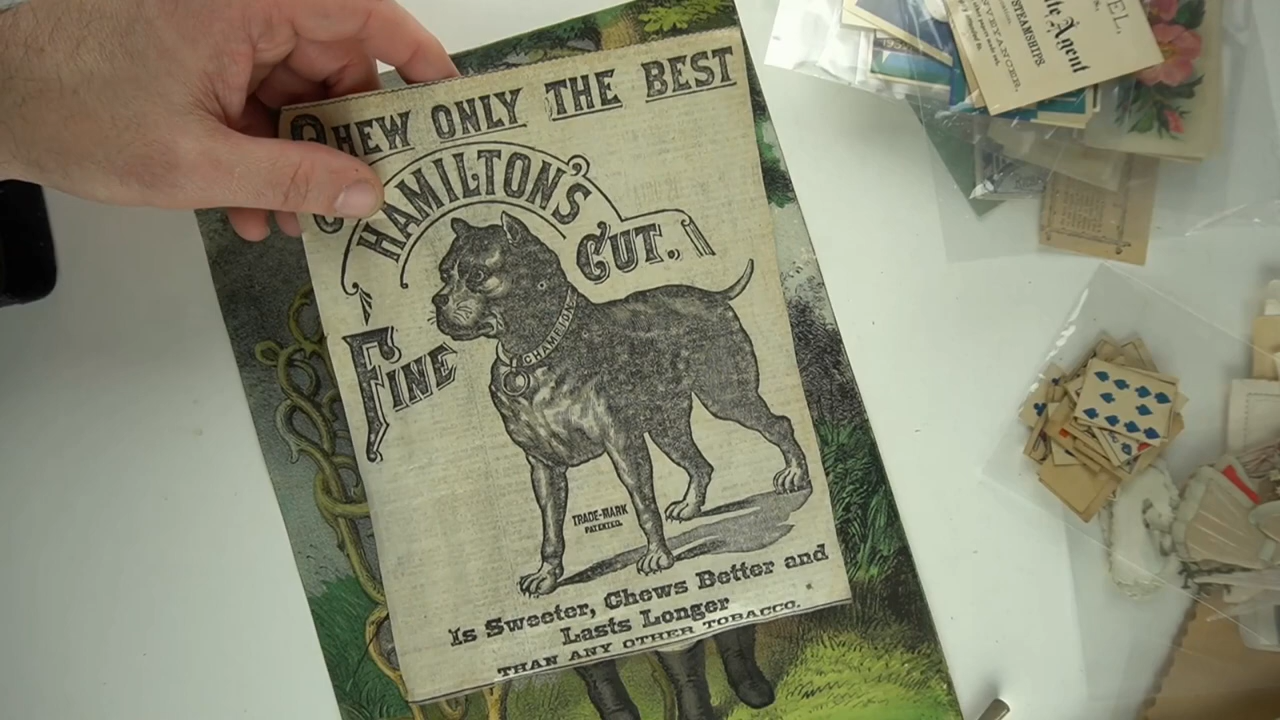 CHEW ONLY THE BEST
HAMILTON'S
CUT.
FINE
CHAMPION
TRADE-MARK
PATENTED.
Is Sweeter, Chews Better and
Lasts Longer
THAN ANY OTHER TOBACCO.
Agent
STEAMSHIPS
CONVEYANCER,